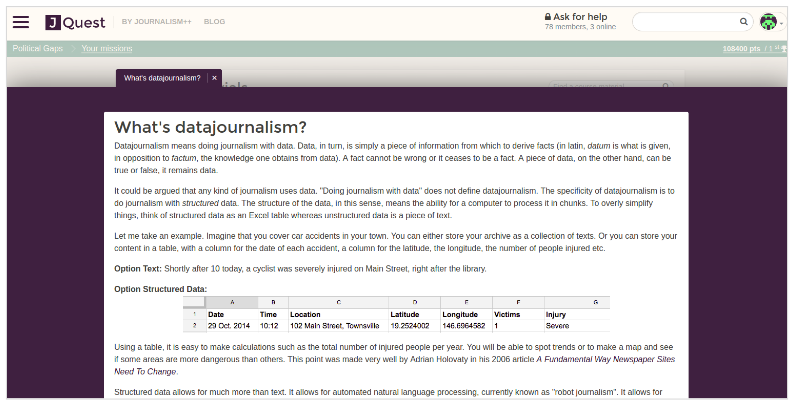 J Quest
BY JOURNALISM++
BLOG
Ask for help
78 members, 3 online
Political Gaps
Your missions
108400 pts / 1st
What's datajournalism? ×
What's datajournalism?
Datajournalism means doing journalism with data. Data, in turn, is simply a piece of information from which to derive facts (in latin, datum is what is given,
in opposition to factum, the knowledge one obtains from data). A fact cannot be wrong or it ceases to be a fact. A piece of data, on the other hand, can be
true or false, it remains data.
It could be argued that any kind of journalism uses data. "Doing journalism with data" does not define datajournalism. The specificity of datajournalism is to
do journalism with structured data. The structure of the data, in this sense, means the ability for a computer to process it in chunks. To overly simplify
things, think of structured data as an Excel table whereas unstructured data is a piece of text.
Let me take an example. Imagine that you cover car accidents in your town. You can either store your archive as a collection of texts. Or you can store your
content in a table, with a column for the date of each accident, a column for the latitude, the longitude, the number of people injured etc.
Option Text: Shortly after 10 today, a cyclist was severely injured on Main Street, right after the library.
Option Structured Data:
A B C D E F G
1 Date Time Location Latitude Longitude Victims Injury
2 29 Oct. 2014 10:12 102 Main Street, Townsville 19.2524002 146.6964582 1 Severe
Using a table, it is easy to make calculations such as the total number of injured people per year. You will be able to spot trends or to make a map and see
if some areas are more dangerous than others. This point was made very well by Adrian Holovaty in his 2006 article A Fundamental Way Newspaper Sites
Need To Change.
Structured data allows for much more than text. It allows for automated natural language processing, currently known as "robot journalism". It allows for